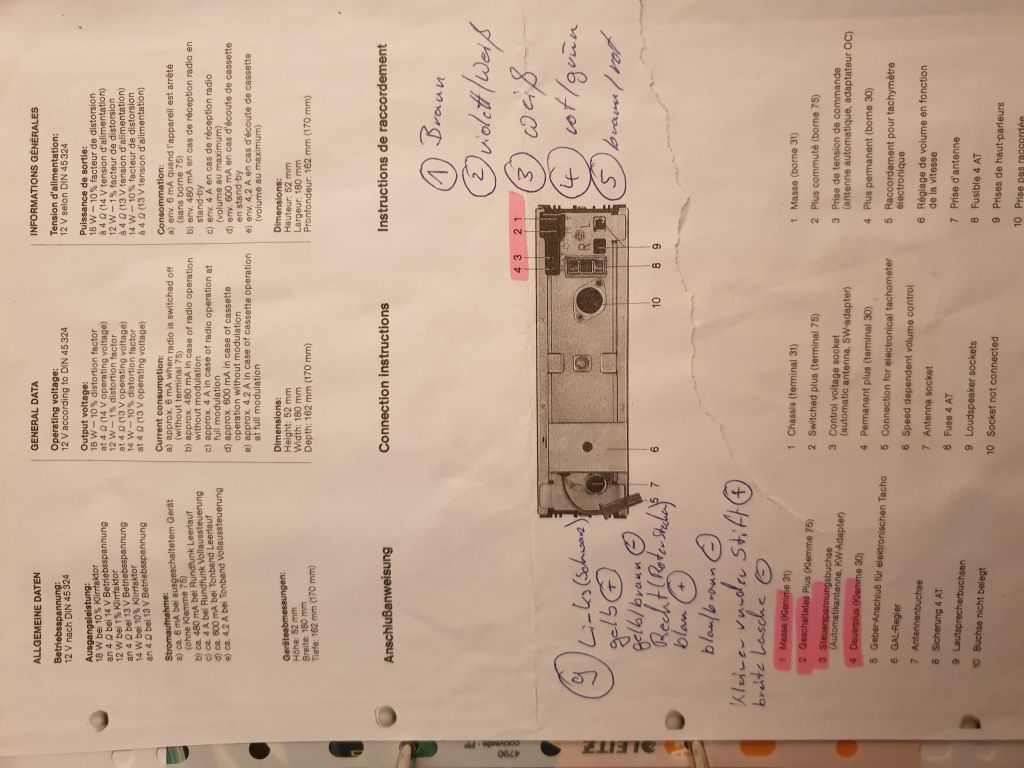 ALLGEMEINE DATEN
Betriebsspannung:
12 V nach DIN 45 324
Ausgangsleistung:
18 W bei 10% Klirrfaktor
an 4 Ω bei 14 V Betriebsspannung
12 W bei 1% Klirrfaktor
an 4 Ω bei 13 V Betriebsspannung
14 W bei 10% Klirrfaktor
an 4 Ω bei 13 V Betriebsspannung
Stromaufnahme:
a) ca. 6 mA bei ausgeschaltetem Gerät
(ohne Klemme 75)
b) ca. 480 mA bei Rundfunk Leerlauf
c) ca. 4 A bei Rundfunk Vollaussteuerung
d) ca. 600 mA bei Tonband Leerlauf
e) ca. 4,2 A bei Tonband Vollaussteuerung
Geräteabmessungen:
Höhe: 52 mm
Breite: 180 mm
Tiefe: 162 mm (170 mm)
GENERAL DATA
Operating voltage:
12 V according to DIN 45 324
Output voltage:
18 W — 10% distortion factor
at 4 Ω (14 V operating voltage)
12 W — 1% distortion factor
at 4 Ω (13 V operating voltage)
14 W — 10% distortion factor
at 4 Ω (13 V operating voltage)
Current consumption:
a) approx. 6 mA when radio is switched off
(without terminal 75)
b) approx. 480 mA in case of radio operation
without modulation
c) approx. 4 A in case of radio operation at
full modulation
d) approx. 600 mA in case of cassette
operation without modulation
e) approx. 4.2 A in case of cassette operation
at full modulation
Dimensions:
Height: 52 mm
Width: 180 mm
Depth: 162 mm (170 mm)
INFORMATIONS GÉNÉRALES
Tension d'alimentation:
12 V selon DIN 45 324
Puissance de sortie:
18 W — 10% facteur de distorsion
à 4 Ω (14 V tension d'alimentation)
12 W — 1% facteur de distorsion
à 4 Ω (13 V tension d'alimentation)
14 W — 10% facteur de distorsion
à 4 Ω (13 V tension d'alimentation)
Consommation:
a) env. 6 mA quand l'appareil est arrêté
(sans borne 75)
b) env. 480 mA en cas de réception radio en
stand-by
c) env. 4 A en cas de réception radio
(volume au maximum)
d) env. 600 mA en cas d'écoute de cassette
en stand-by
e) env. 4,2 A en cas d'écoute de cassette
(volume au maximum)
Dimensions:
Hauteur: 52 mm
Largeur: 180 mm
Profondeur: 162 mm (170 mm)
Anschlußanweisung
Connection instructions
Instructions de raccordement
1 Braun
2 violett/weiß
3 weiß
4 rot/grün
5 braun/rot
4 3 2 1
R L
5 7 6 10 8 9
9 Li-Ls (Schwarz)
gelb +
gelb/braun −
Recht
blau +
blau/braun −
Kleiner runder Stift +
breite Lasche −
1 Masse (Klemme 31)
2 Geschaltetes Plus (Klemme 75)
3 Steuerspannungsbuchse
(Automatikantenne, KW-Adapter)
4 Dauerplus (Klemme 30)
5 Geber-Anschluß für elektronischen Tacho
6 GAL-Regler
7 Antennenbuchse
8 Sicherung 4 AT
9 Lautsprecherbuchsen
10 Buchse nicht belegt
1 Chassis (terminal 31)
2 Switched plus (terminal 75)
3 Control voltage socket
(automatic antenna, SW-adapter)
4 Permanent plus (terminal 30)
5 Connection for electronical tachometer
6 Speed dependent volume control
7 Antenna socket
8 Fuse 4 AT
9 Loudspeaker sockets
10 Socket not connected
1 Masse (borne 31)
2 Plus commuté (borne 75)
3 Prise de tension de commande
(antenne automatique, adaptateur OC)
4 Plus permanent (borne 30)
5 Raccordement pour tachymètre
électronique
6 Réglage de volume en fonction
de la vitesse
7 Prise d'antenne
8 Fusible 4 AT
9 Prises de haut-parleurs
10 Prise pas raccordée
LEITZ
4790
copysafe · PP